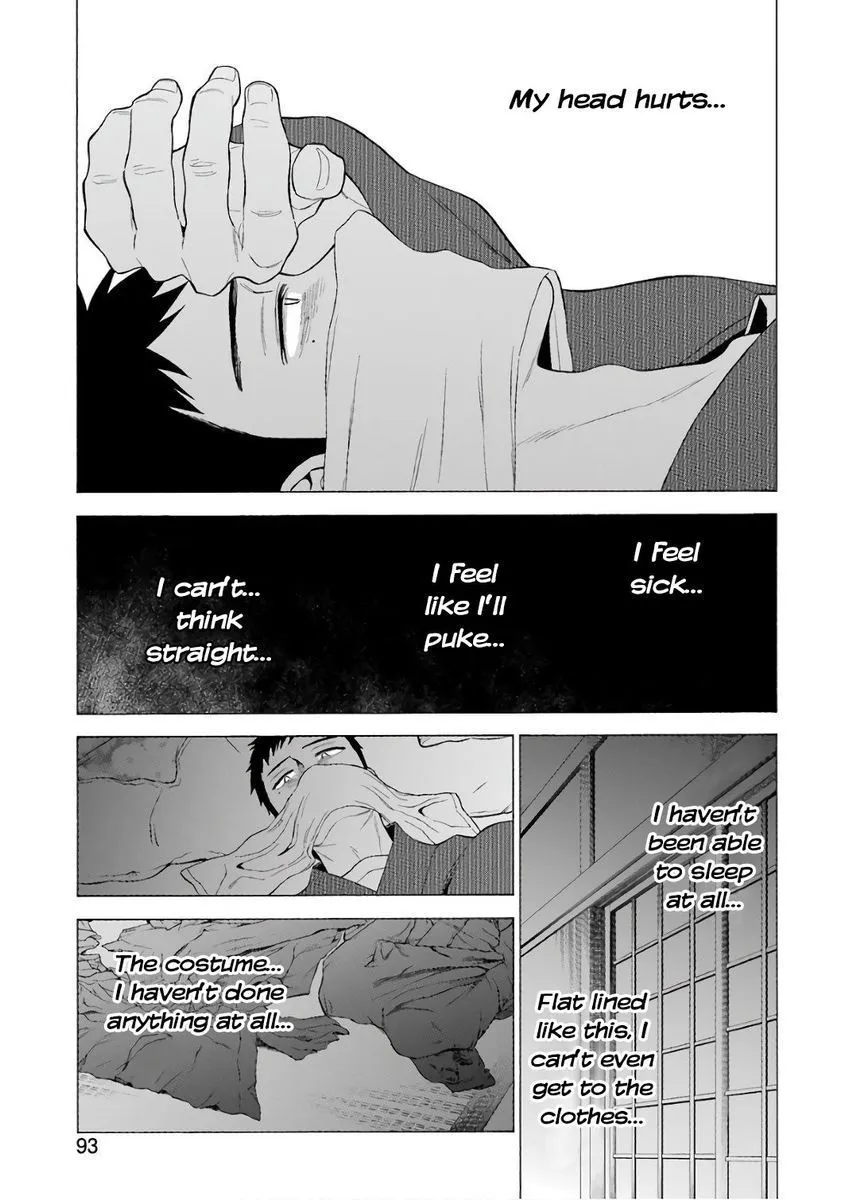 My head hurts...
I Feel
sick...
I Feel
like I'll
puke...
I can't...
think
straight...
I haven't
been able
to sleep
at all...
Flat lined
like this, I
can't even
get to the
clothes...
The costume...
I haven't done
anything at all...
93